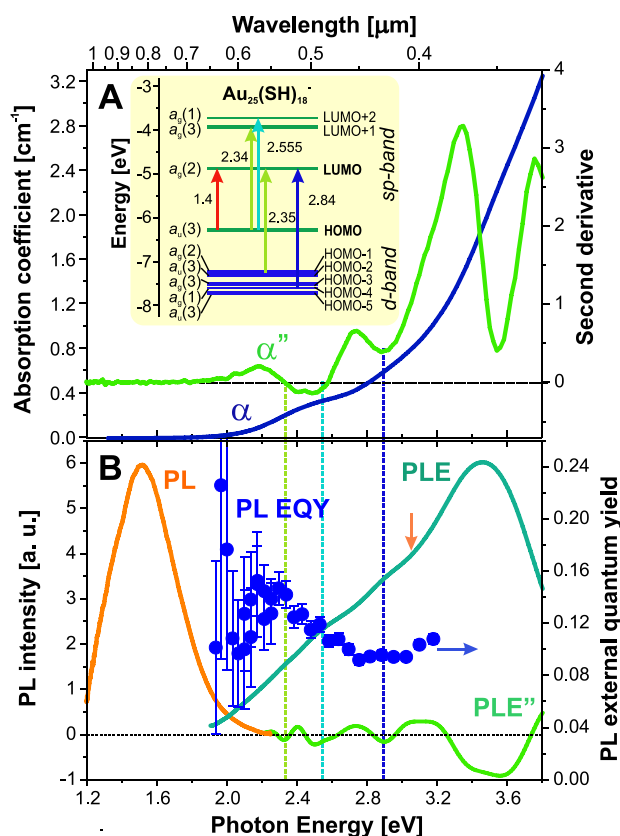 Wavelength [μm]
1 0.9 0.8 0.7 0.6 0.5 0.4
A
Au25(SH)18-
Absorption coefficient [cm-1]
3.2
2.8
2.4
2.0
1.6
1.2
0.8
0.4
0.0
Energy [eV]
-3
-4
-5
-6
-7
-8
ag(1)
ag(3)
ag(2)
au(3)
ag(2)
au(3)
au(3)
ag(3)
ag(1)
au(3)
LUMO+2
LUMO+1
LUMO
HOMO
HOMO-1
HOMO-2
HOMO-3
HOMO-4
HOMO-5
2.34
2.555
1.4
2.35
2.84
sp-band
d-band
Second derivative
4
3
2
1
0
α''
α
B
PL
PLE
PL EQY
PLE''
PL intensity [a. u.]
6
5
4
3
2
1
0
-1
PL external quantum yield
0.24
0.20
0.16
0.12
0.08
0.04
0.00
1.2 1.6 2.0 2.4 2.8 3.2 3.6
Photon Energy [eV]